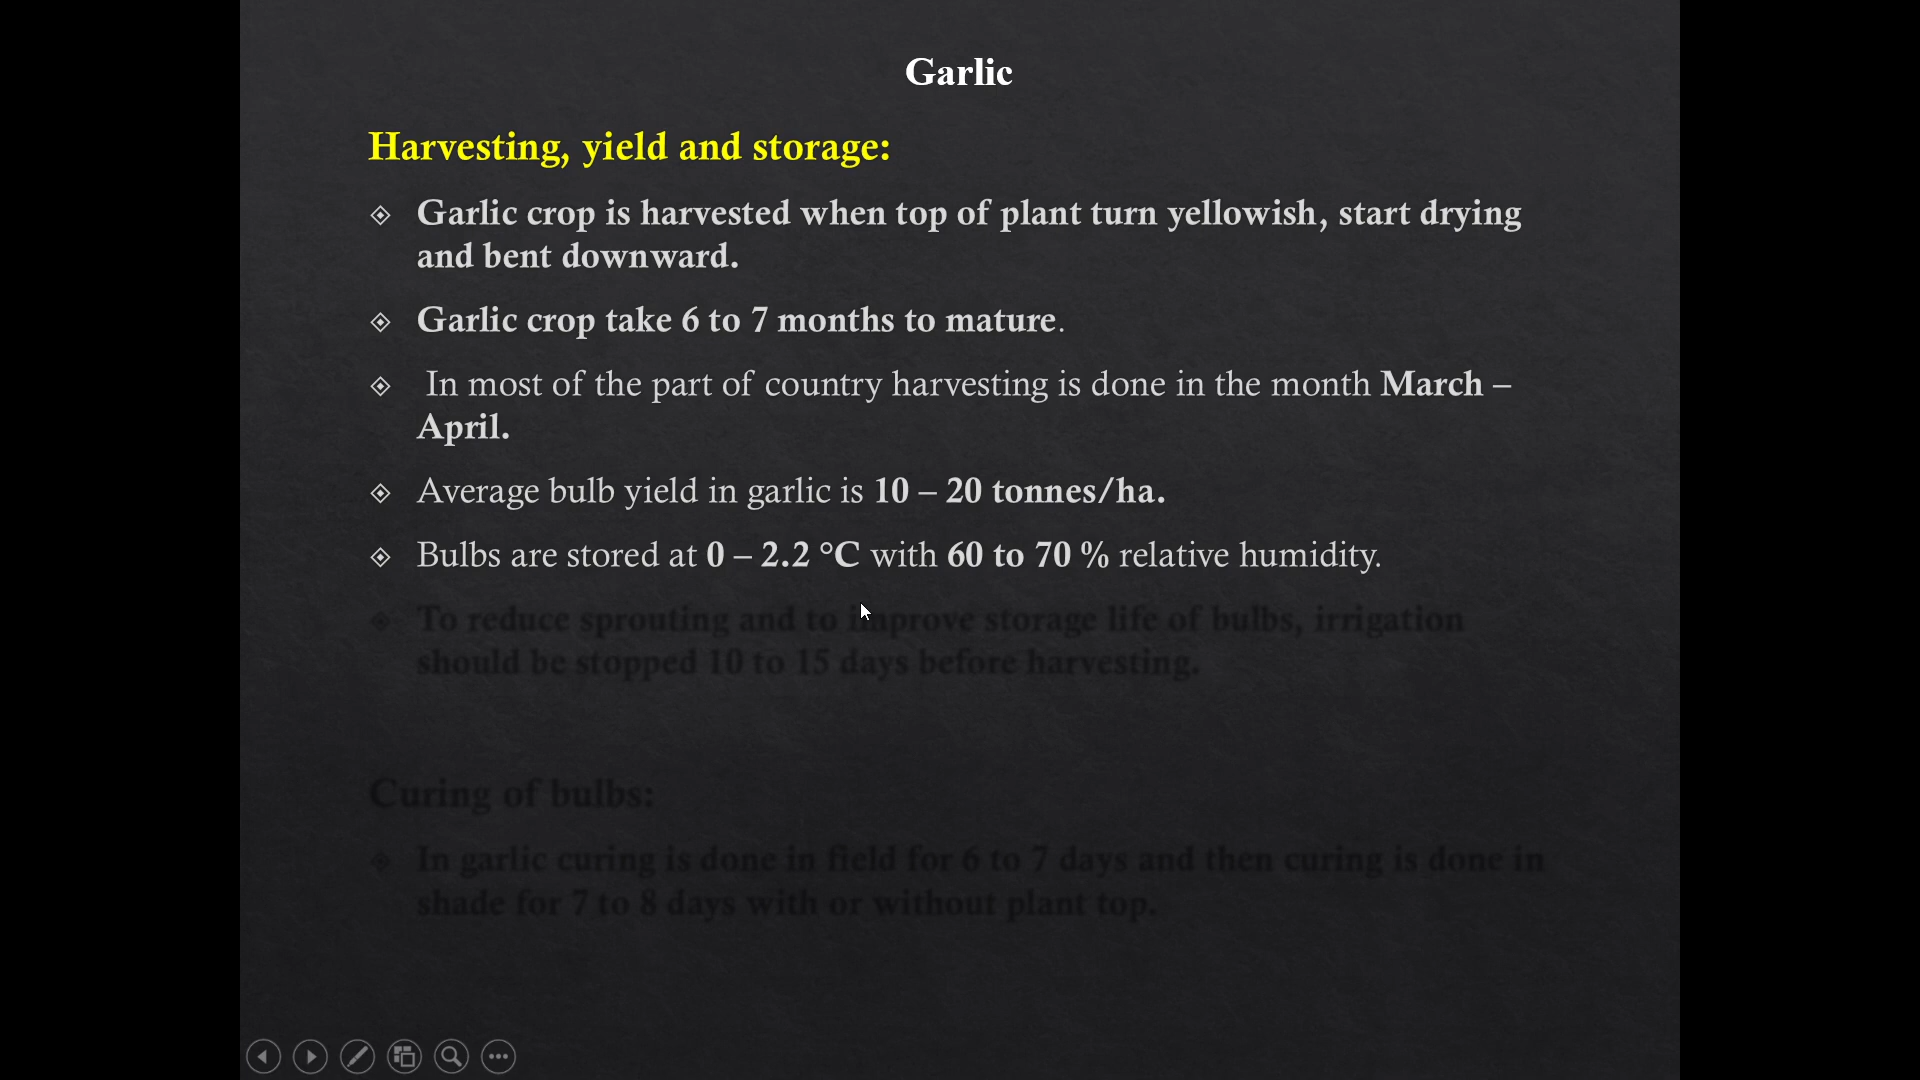 Garlic
Harvesting, yield and storage:
Garlic crop is harvested when top of plant turn yellowish, start drying
and bent downward.
Garlic crop take 6 to 7 months to mature.
In most of the part of country harvesting is done in the month March –
April.
Average bulb yield in garlic is 10 – 20 tonnes/ha.
Bulbs are stored at 0 – 2.2 °C with 60 to 70 % relative humidity.
To reduce sprouting and to improve storage life of bulbs, irrigation
should be stopped 10 to 15 days before harvesting.
Curing of bulbs:
In garlic curing is done in field for 6 to 7 days and then curing is done in
shade for 7 to 8 days with or without plant top.